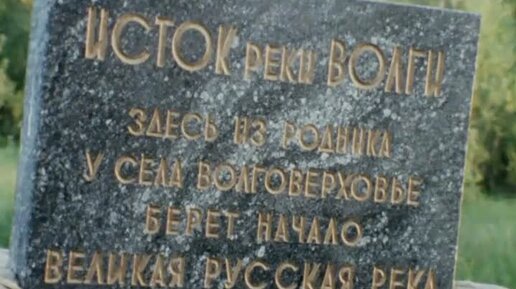 ИСТОК РЕКИ ВОЛГИ
ЗДЕСЬ ИЗ РОДНИКА
У СЕЛА ВОЛГОВЕРХОВЬЕ
БЕРЕТ НАЧАЛО
ВЕЛИКАЯ РУССКАЯ РЕКА